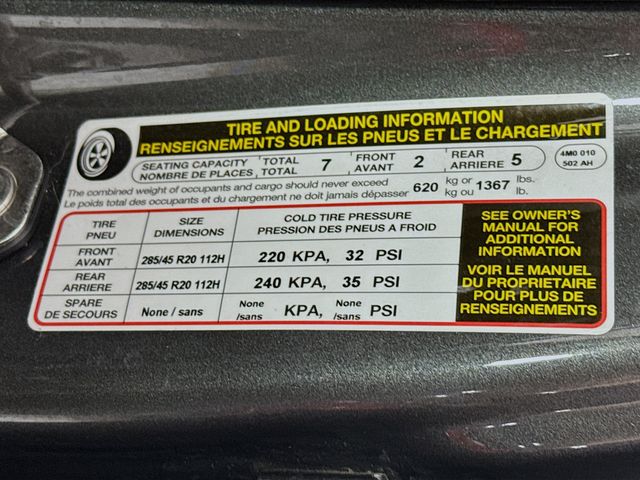 TIRE AND LOADING INFORMATION
RENSEIGNEMENTS SUR LES PNEUS ET LE CHARGEMENT
SEATING CAPACITY TOTAL 7 FRONT 2 REAR 5 4M0 010
NOMBRE DE PLACES, TOTAL AVANT ARRIERE 502 AH
The combined weight of occupants and cargo should never exceed 620 kg or 1367 lbs.
Le poids total des occupants et du chargement ne doit jamais dépasser kg ou lb.
TIRE SIZE COLD TIRE PRESSURE
PNEU DIMENSIONS PRESSION DES PNEUS A FROID
FRONT
AVANT 285/45 R20 112H 220 KPA, 32 PSI
REAR
ARRIERE 285/45 R20 112H 240 KPA, 35 PSI
SPARE
DE SECOURS None / sans None /sans KPA, None /sans PSI
SEE OWNER'S
MANUAL FOR
ADDITIONAL
INFORMATION
VOIR LE MANUEL
DU PROPRIETAIRE
POUR PLUS DE
RENSEIGNEMENTS